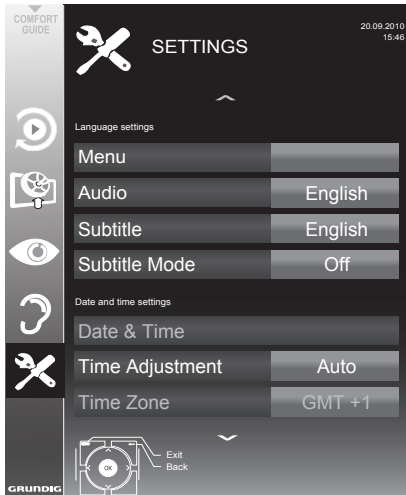 COMFORT
GUIDE
SETTINGS
20.09.2010
15:46
Language settings
Menu
Audio English
Subtitle English
Subtitle Mode Off
Date and time settings
Date & Time
Time Adjustment Auto
Time Zone GMT +1
Exit
Back
OK
GRUNDIG